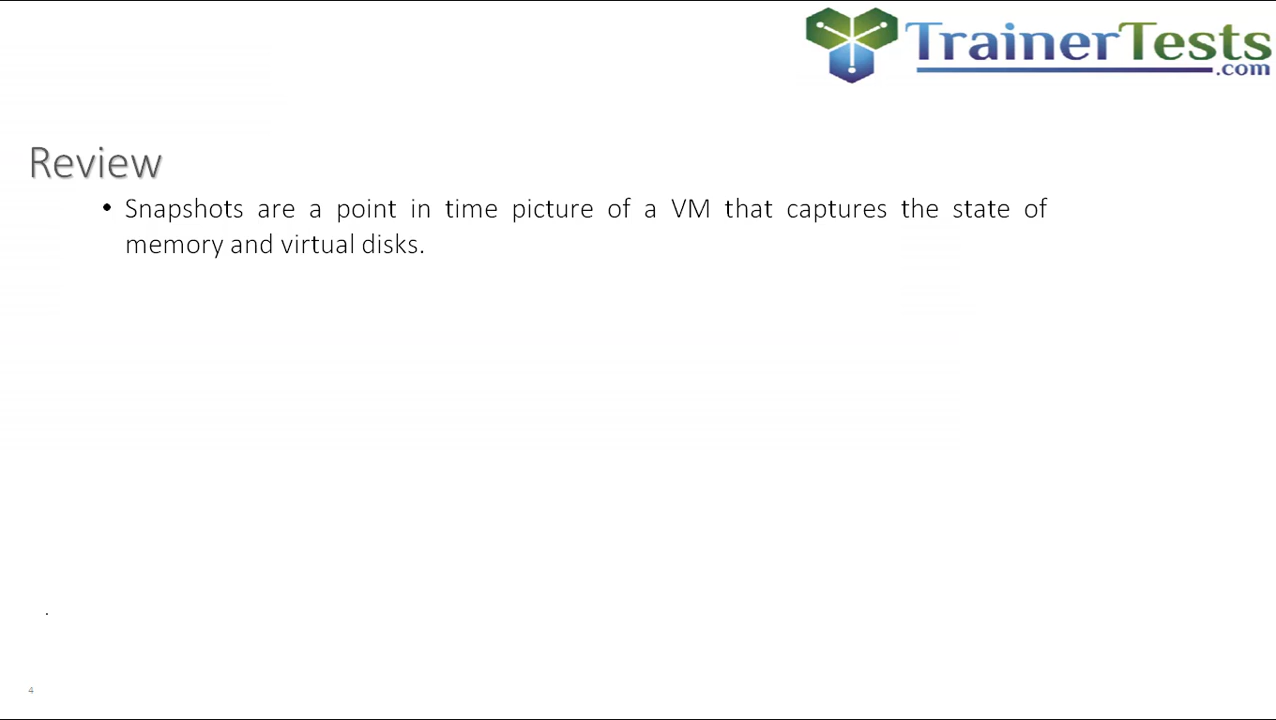 TrainerTests
.com
Review
• Snapshots are a point in time picture of a VM that captures the state of
memory and virtual disks.
.
4